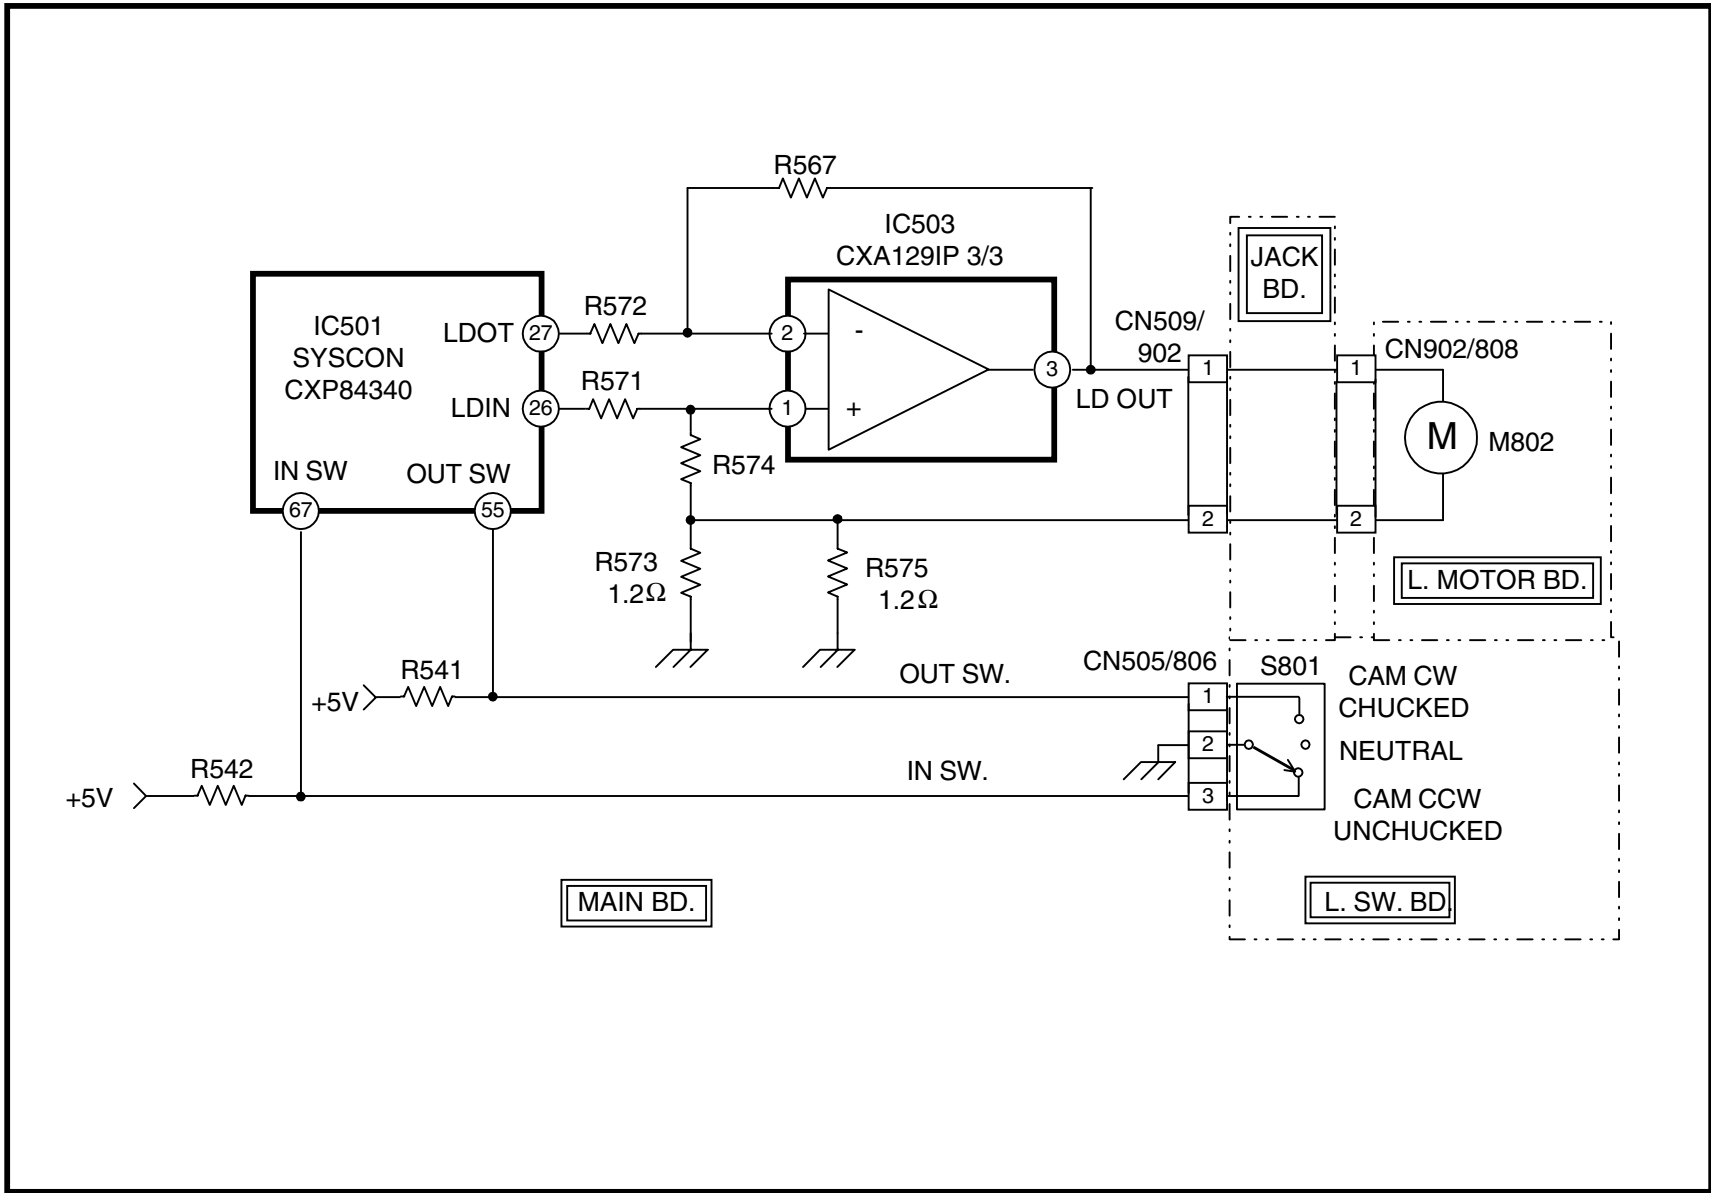 R567
IC503
CXA129IP 3/3
JACK
BD.
IC501
SYSCON
CXP84340
LDOT
27
R572
2
-
CN509/
902
1
1
CN902/808
LDIN
26
R571
1
+
3
LD OUT
M
M802
R574
IN SW
OUT SW
67
55
2
2
R573
1.2Ω
R575
1.2Ω
L. MOTOR BD.
R541
+5V
OUT SW.
CN505/806
S801
1
CAM CW
CHUCKED
2
NEUTRAL
R542
+5V
IN SW.
3
CAM CCW
UNCHUCKED
MAIN BD.
L. SW. BD.